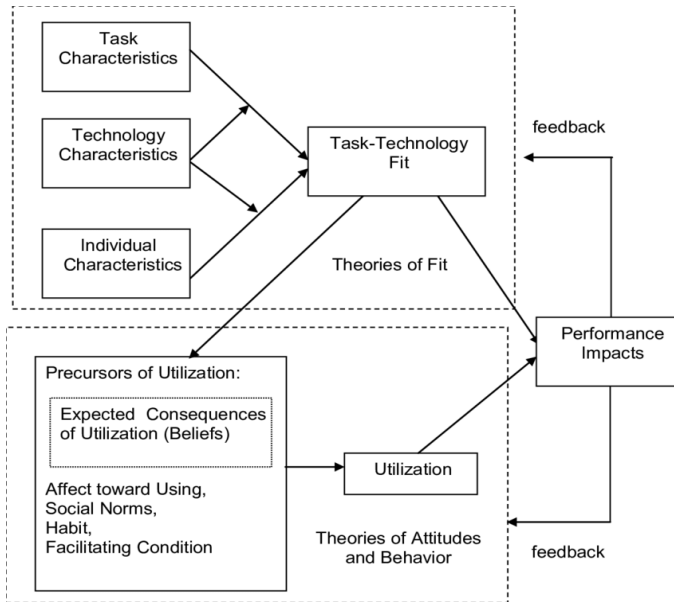 Task
Characteristics
Technology
Characteristics
Individual
Characteristics
Task-Technology
Fit
Theories of Fit
feedback
Performance
Impacts
Precursors of Utilization:
Expected Consequences
of Utilization (Beliefs)
Affect toward Using,
Social Norms,
Habit,
Facilitating Condition
Utilization
Theories of Attitudes
and Behavior
feedback